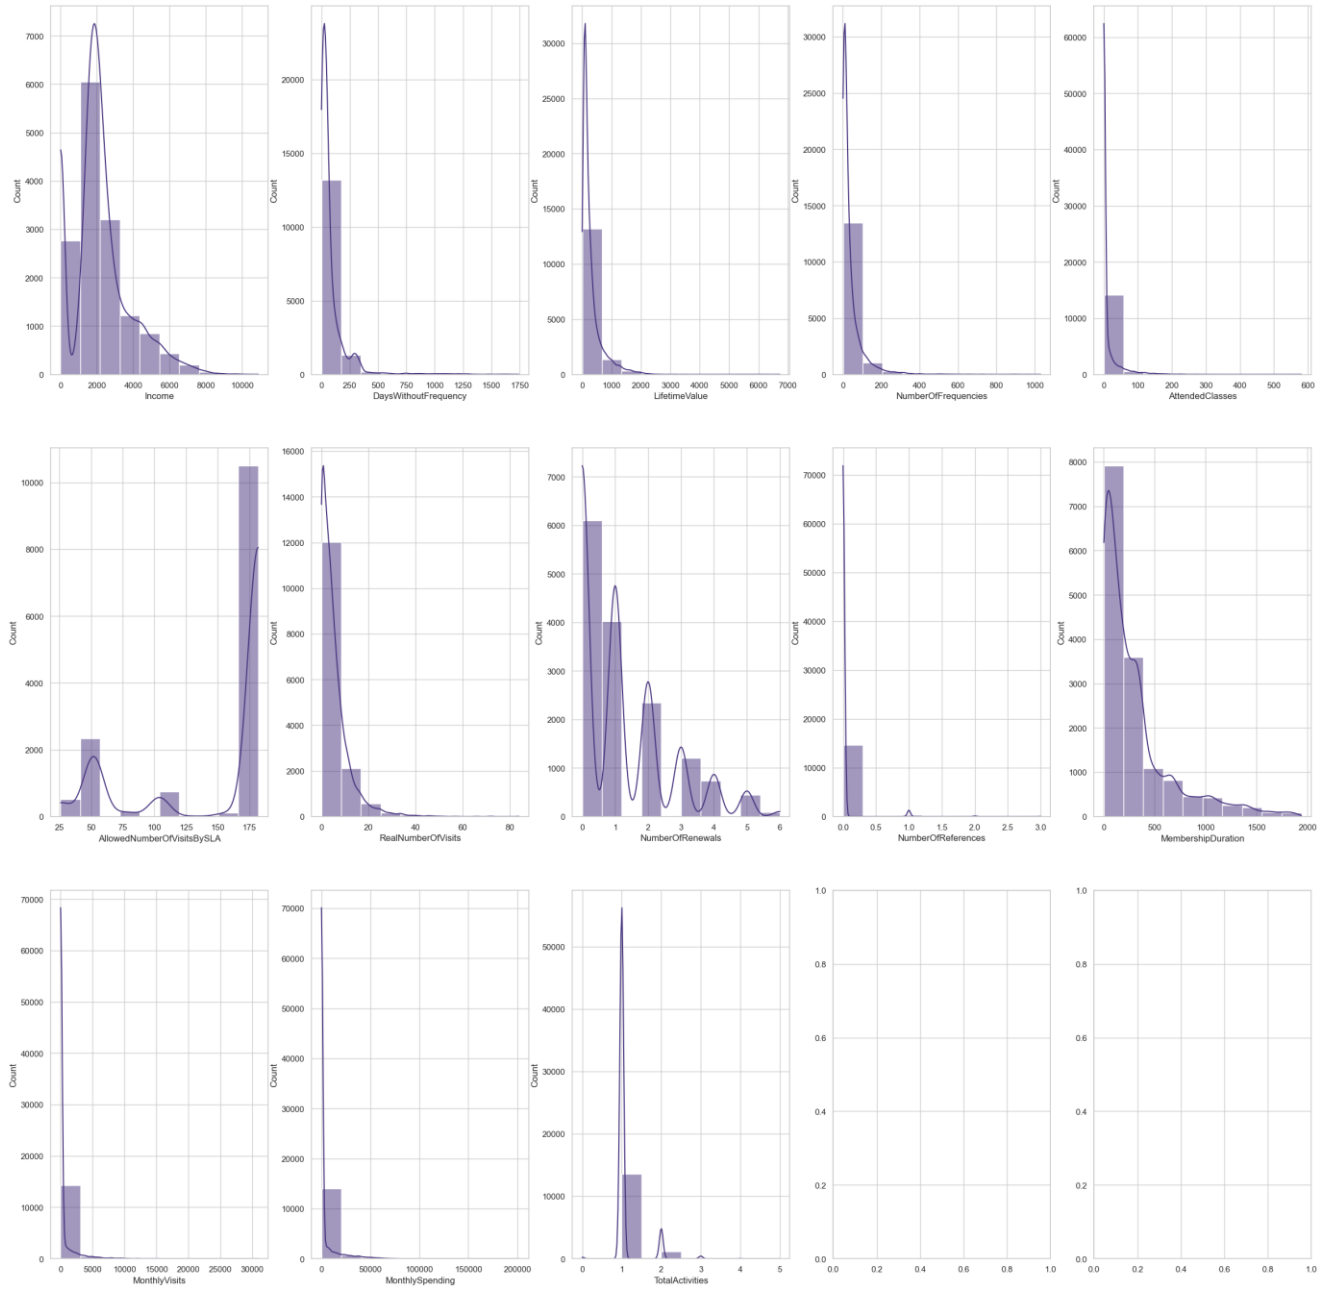 7000
6000
5000
4000
3000
2000
1000
0
Count
0 2000 4000 6000 8000 10000
Income
20000
15000
10000
5000
0
Count
0 250 500 750 1000 1250 1500 1750
DaysWithoutFrequency
30000
25000
20000
15000
10000
5000
0
Count
0 1000 2000 3000 4000 5000 6000 7000
LifetimeValue
30000
25000
20000
15000
10000
5000
0
Count
0 200 400 600 800 1000
NumberOfFrequencies
60000
50000
40000
30000
20000
10000
0
Count
0 100 200 300 400 500 600
AttendedClasses
10000
8000
6000
4000
2000
0
Count
25 50 75 100 125 150 175
AllowedNumberOfVisitsBySLA
16000
14000
12000
10000
8000
6000
4000
2000
0
Count
0 20 40 60 80
RealNumberOfVisits
7000
6000
5000
4000
3000
2000
1000
0
Count
0 1 2 3 4 5 6
NumberOfRenewals
70000
60000
50000
40000
30000
20000
10000
0
Count
0.0 0.5 1.0 1.5 2.0 2.5 3.0
NumberOfReferences
8000
7000
6000
5000
4000
3000
2000
1000
0
Count
0 500 1000 1500 2000
MembershipDuration
70000
60000
50000
40000
30000
20000
10000
0
Count
0 5000 10000 15000 20000 25000 30000
MonthlyVisits
70000
60000
50000
40000
30000
20000
10000
0
Count
0 50000 100000 150000 200000
MonthlySpending
50000
40000
30000
20000
10000
0
Count
0 1 2 3 4 5
TotalActivities
1.0
0.8
0.6
0.4
0.2
0.0
0.0 0.2 0.4 0.6 0.8 1.0
1.0
0.8
0.6
0.4
0.2
0.0
0.0 0.2 0.4 0.6 0.8 1.0